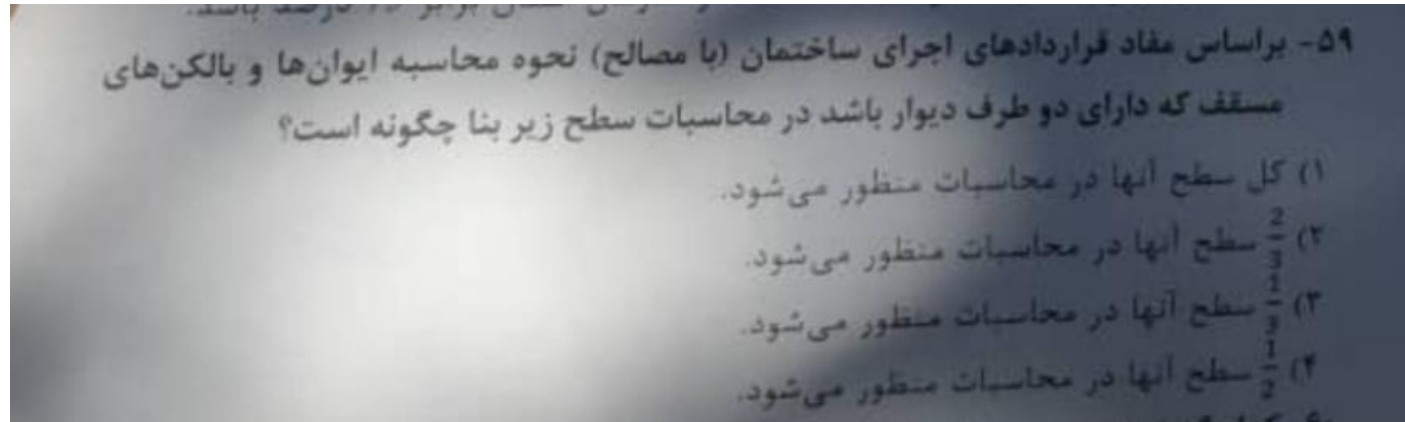 درصد باشد.
۵۹- براساس مفاد قراردادهای اجرای ساختمان (با مصالح) نحوه محاسبه ایوان‌ها و بالکن‌های
مسقف که دارای دو طرف دیوار باشد در محاسبات سطح زیر بنا چگونه است؟
۱) کل سطح آنها در محاسبات منظور می‌شود.
۲) 2/3 سطح آنها در محاسبات منظور می‌شود.
۳) 1/3 سطح آنها در محاسبات منظور می‌شود.
۴) 1/2 سطح آنها در محاسبات منظور می‌شود.